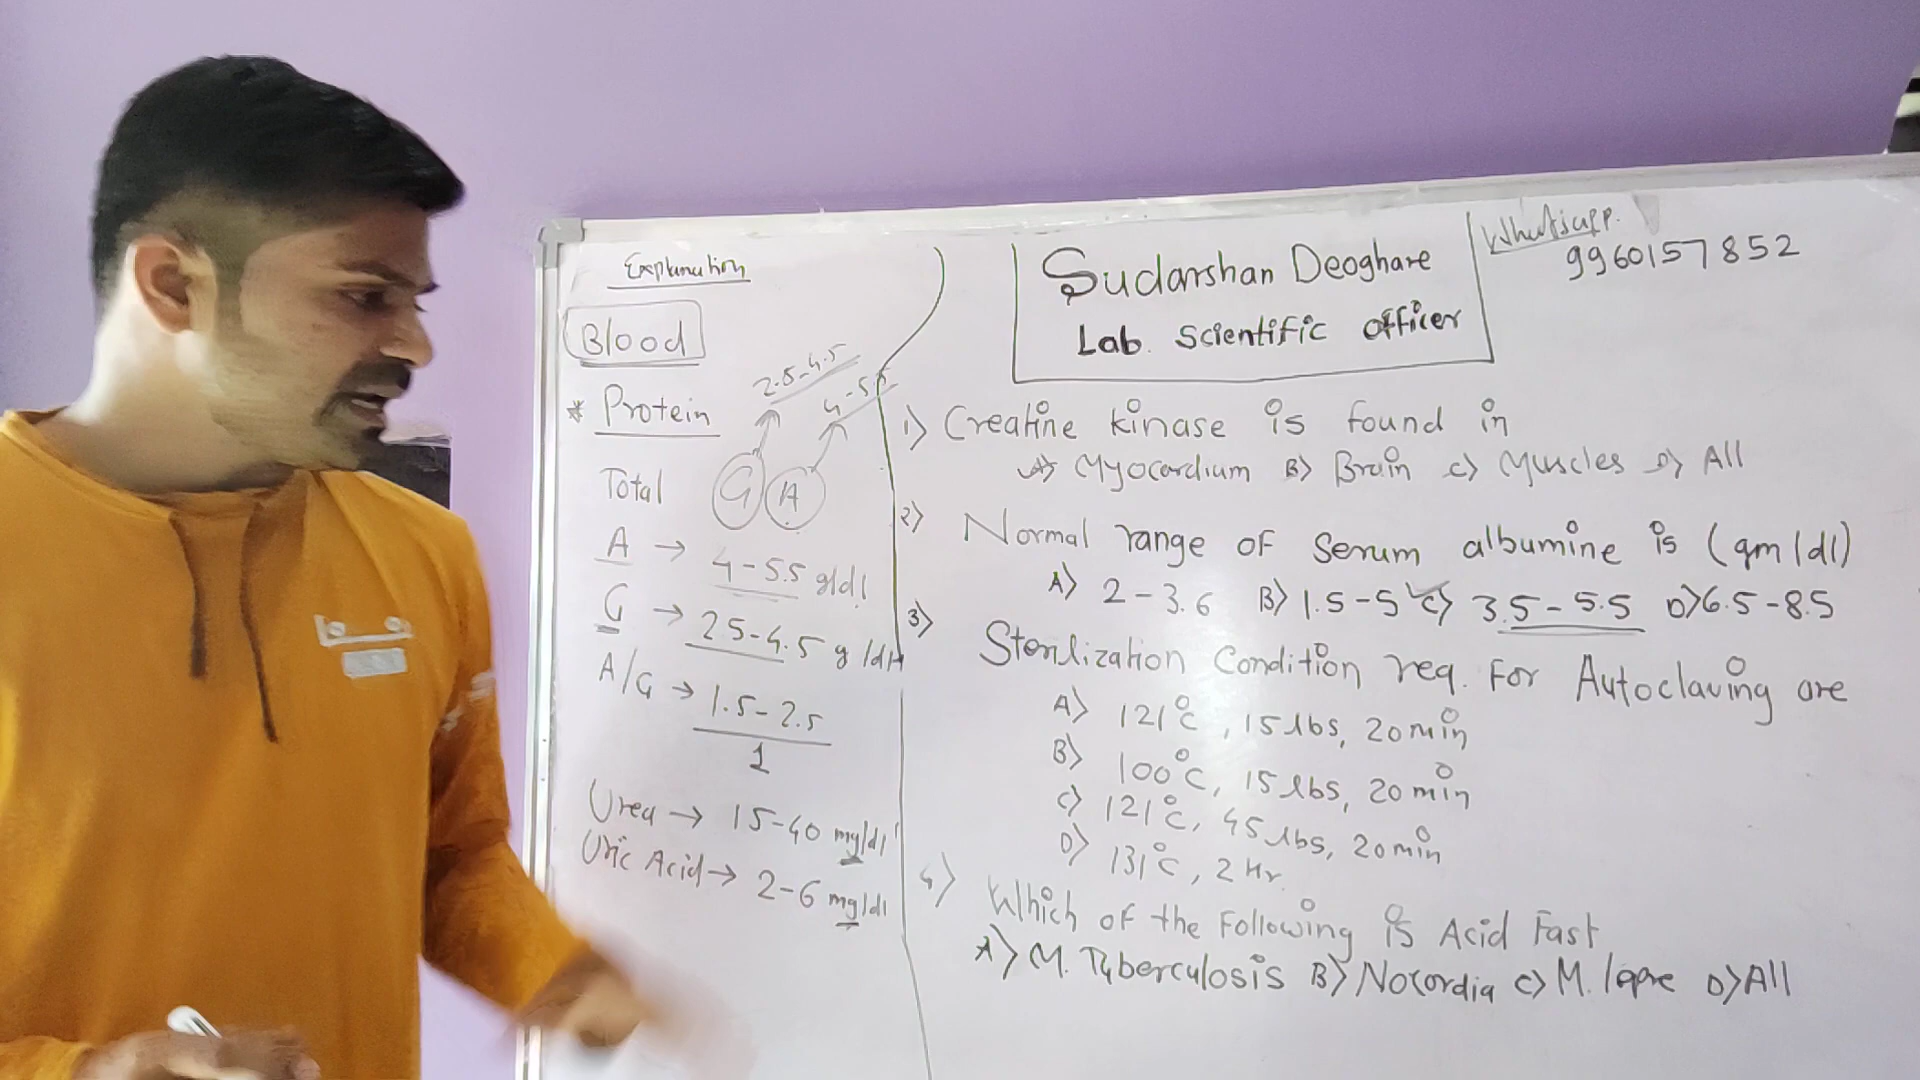 Explanation
Blood
* Protein
2.5-4.5
4-5.5
Total
G A
A → 4-5.5 g/dl
G → 2.5-4.5 g/dl
A/G → 1.5-2.5
1
Urea → 15-40 mg/dl
Uric Acid → 2-6 mg/dl
Sudarshan Deoghare
Lab. Scientific Officer
Whatsapp.
9960157852
1) Creatine kinase is found in
A) Myocardium B) Brain C) Muscles D) All
2) Normal range of Serum albumine is (gm/dl)
A) 2-3.6 B) 1.5-5 C) 3.5-5.5 D) 6.5-8.5
3) Sterilization Condition req. For Autoclaving are
A) 121°c, 15 lbs, 20 min
B) 100°c, 15 lbs, 20 min
C) 121°c, 45 lbs, 20 min
D) 131°c, 2 Hr.
4) Which of the Following is Acid Fast
A) M. Tuberculosis B) Nocordia C) M. lepre D) All